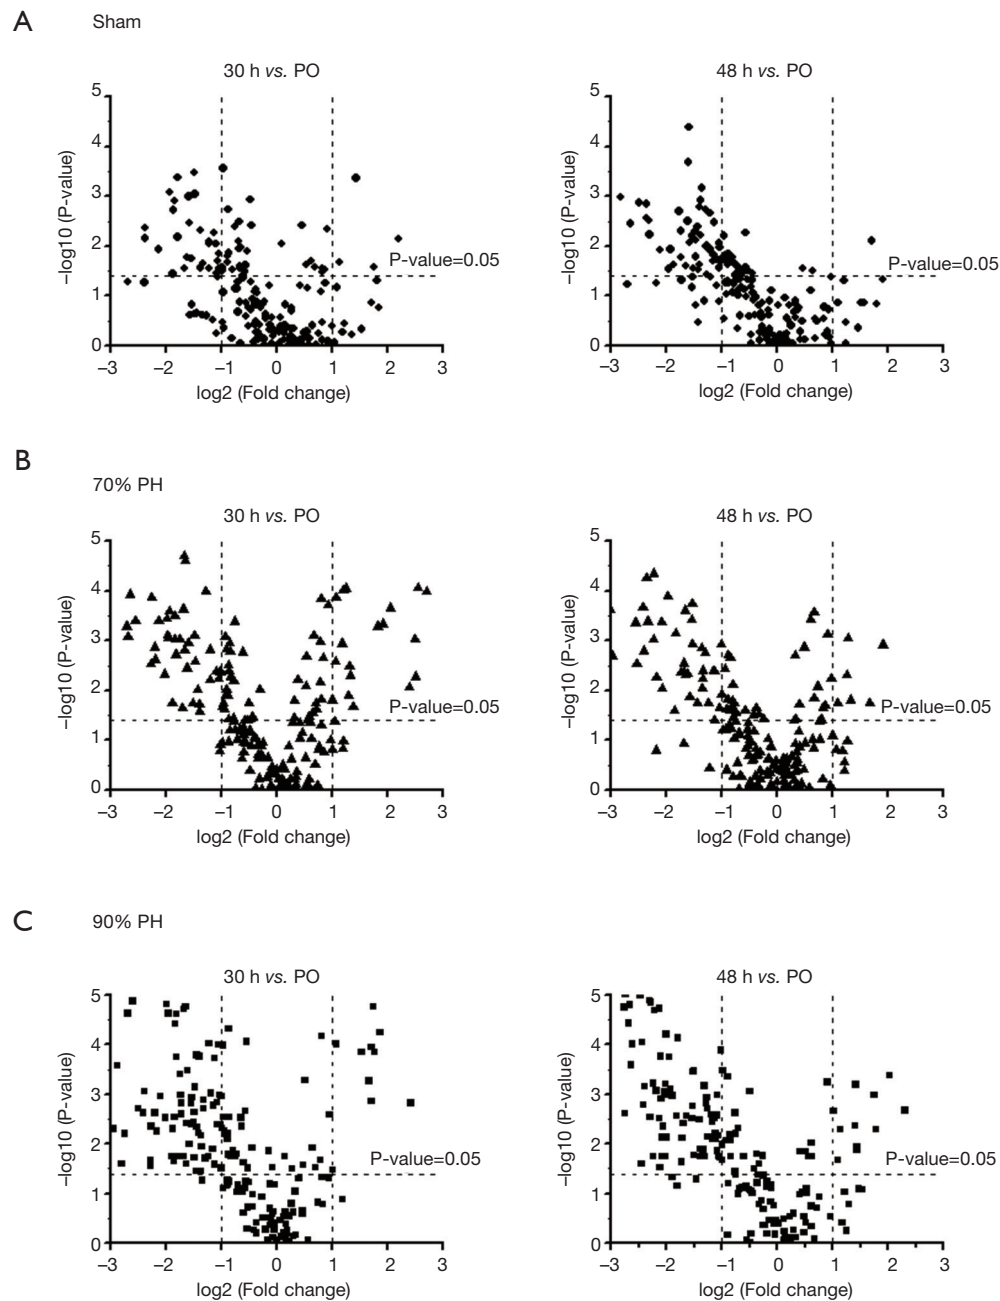 A
Sham
30 h vs. PO
48 h vs. PO
5
4
3
2
1
0
–log10 (P-value)
P-value=0.05
–3 –2 –1 0 1 2 3
log2 (Fold change)
5
4
3
2
1
0
–log10 (P-value)
P-value=0.05
–3 –2 –1 0 1 2 3
log2 (Fold change)
B
70% PH
30 h vs. PO
48 h vs. PO
5
4
3
2
1
0
–log10 (P-value)
P-value=0.05
–3 –2 –1 0 1 2 3
log2 (Fold change)
5
4
3
2
1
0
–log10 (P-value)
P-value=0.05
–3 –2 –1 0 1 2 3
log2 (Fold change)
C
90% PH
30 h vs. PO
48 h vs. PO
5
4
3
2
1
0
–log10 (P-value)
P-value=0.05
–3 –2 –1 0 1 2 3
log2 (Fold change)
5
4
3
2
1
0
–log10 (P-value)
P-value=0.05
–3 –2 –1 0 1 2 3
log2 (Fold change)